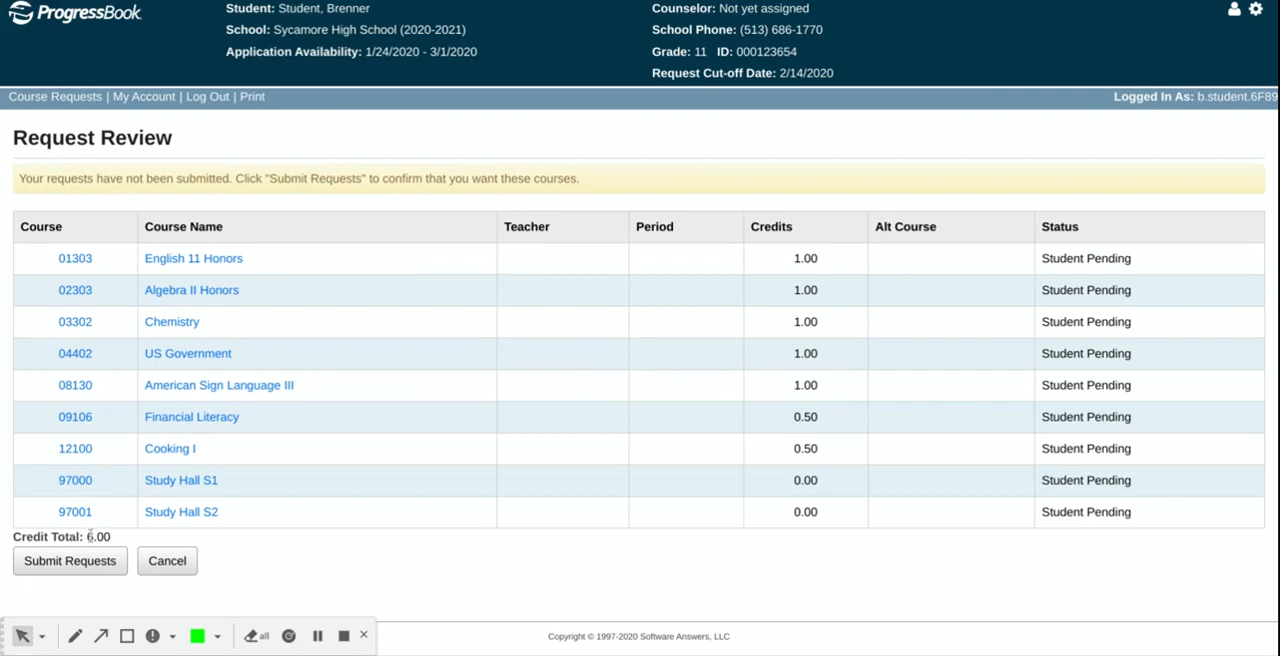 ProgressBook
Student: Student, Brenner
School: Sycamore High School (2020-2021)
Application Availability: 1/24/2020 - 3/1/2020
Counselor: Not yet assigned
School Phone: (513) 686-1770
Grade: 11 ID: 000123654
Request Cut-off Date: 2/14/2020
Course Requests | My Account | Log Out | Print
Logged In As: b.student.6F89
Request Review
Your requests have not been submitted. Click "Submit Requests" to confirm that you want these courses.
Course Course Name Teacher Period Credits Alt Course Status
01303 English 11 Honors 1.00 Student Pending
02303 Algebra II Honors 1.00 Student Pending
03302 Chemistry 1.00 Student Pending
04402 US Government 1.00 Student Pending
08130 American Sign Language III 1.00 Student Pending
09106 Financial Literacy 0.50 Student Pending
12100 Cooking I 0.50 Student Pending
97000 Study Hall S1 0.00 Student Pending
97001 Study Hall S2 0.00 Student Pending
Credit Total: 6.00
Submit Requests Cancel
all
Copyright © 1997-2020 Software Answers, LLC